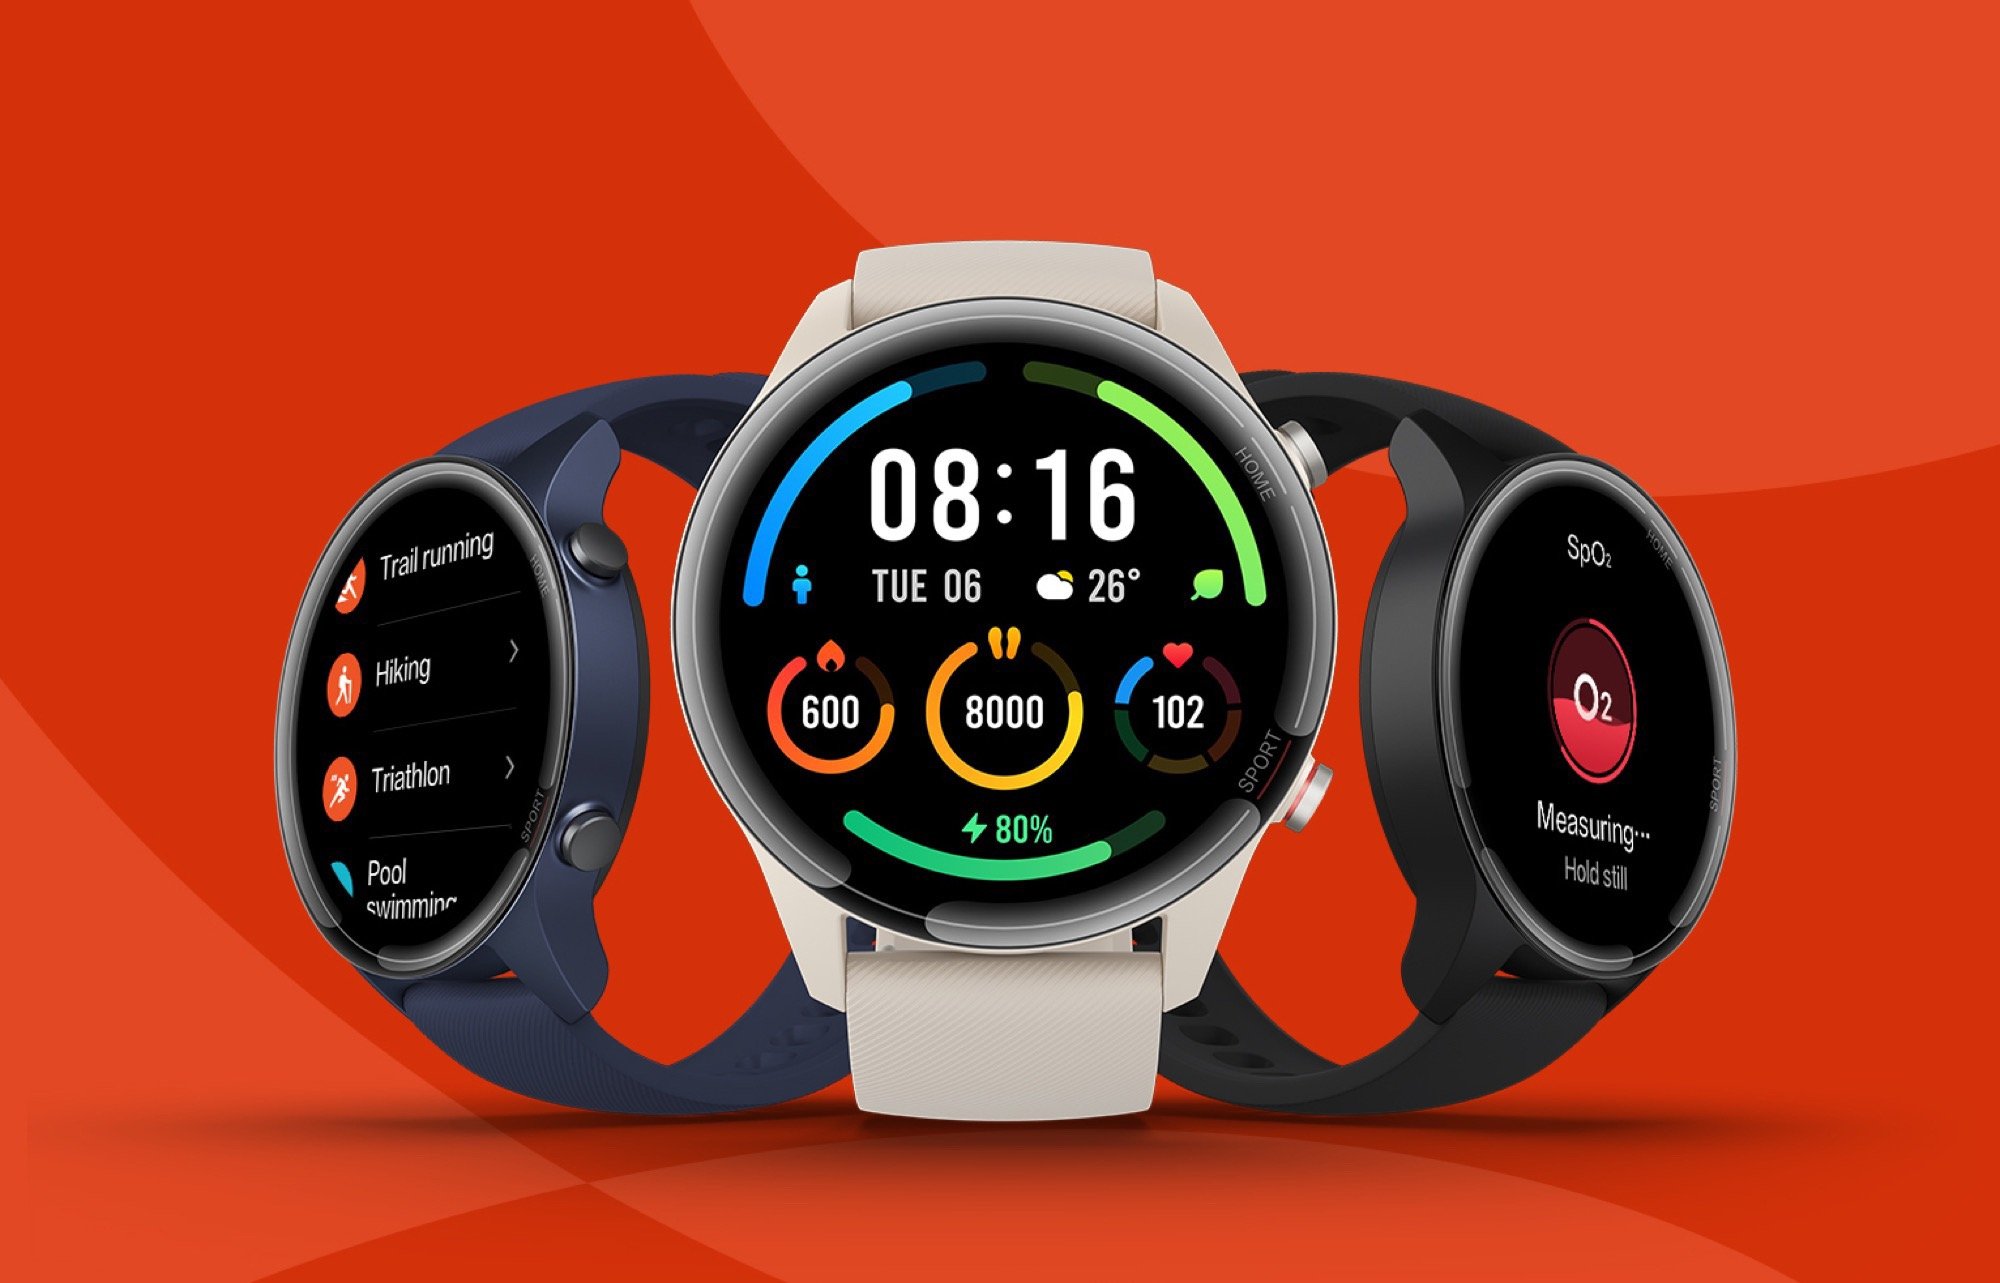 Trail running
Hiking
Triathlon
Pool
swimming
HOME
SPORT
08:16
TUE 06
26°
600
8000
102
80%
HOME
SPORT
SpO₂
O₂
Measuring...
Hold still
HOME
SPORT